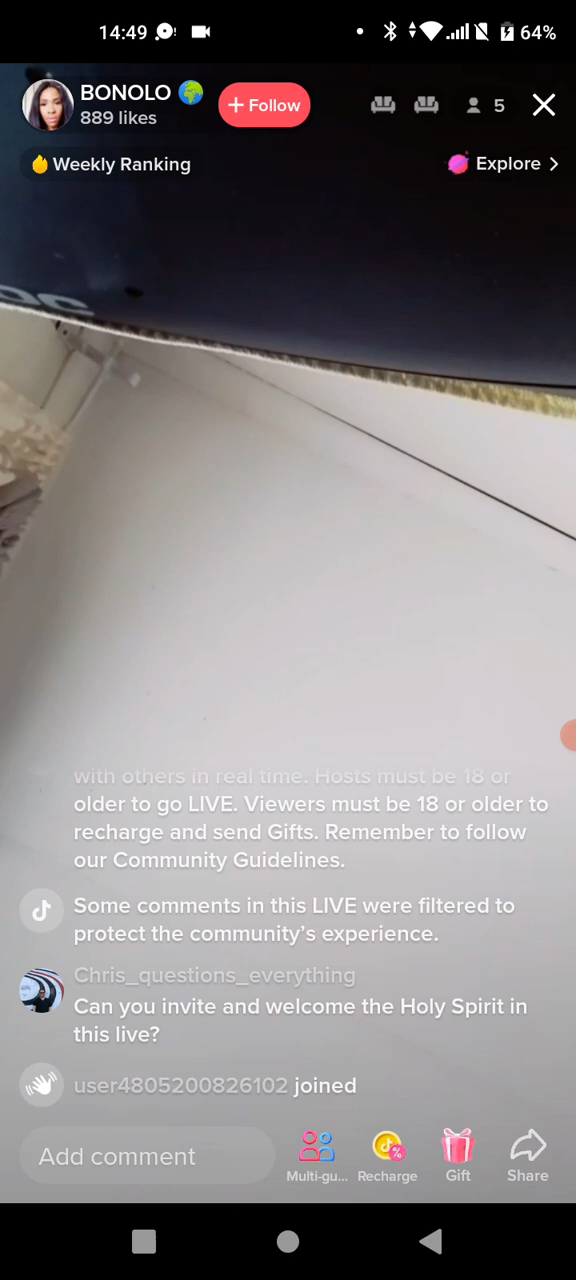 14:49
64%
BONOLO
889 likes
+ Follow
5
Weekly Ranking
Explore
with others in real time. Hosts must be 18 or
older to go LIVE. Viewers must be 18 or older to
recharge and send Gifts. Remember to follow
our Community Guidelines.
Some comments in this LIVE were filtered to
protect the community’s experience.
Chris_questions_everything
Can you invite and welcome the Holy Spirit in
this live?
user4805200826102 joined
Add comment
Multi-gu...
Recharge
Gift
Share